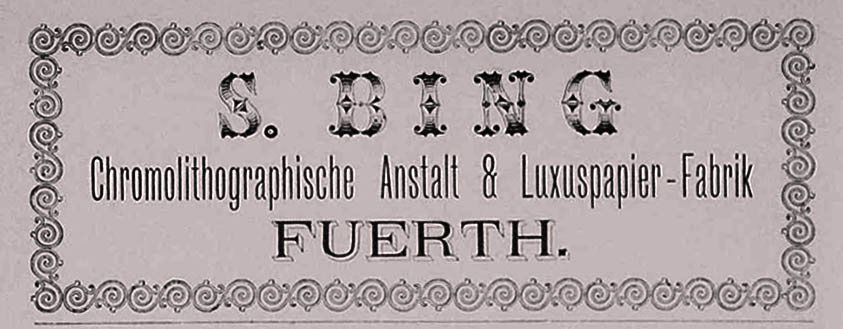 S. BING
Chromolithographische Anstalt & Luxuspapier-Fabrik
FUERTH.